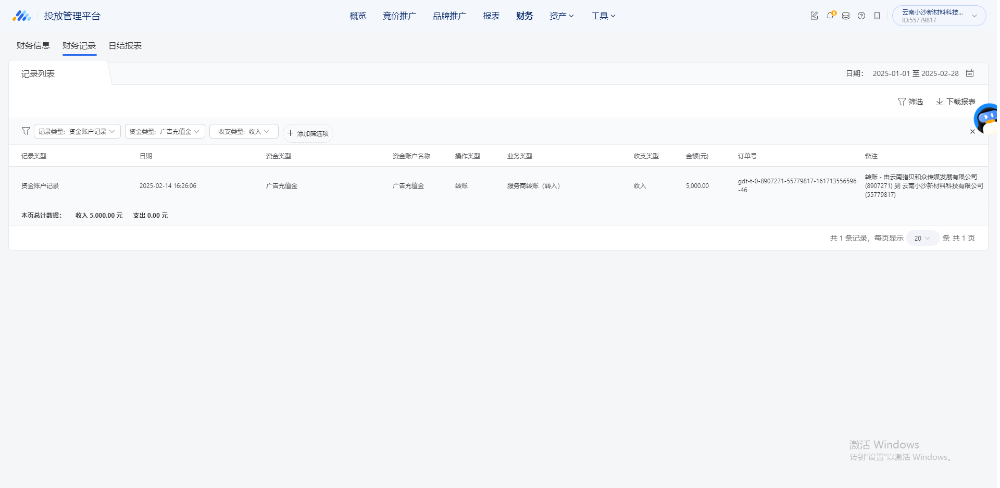 投放管理平台
概览 竞价推广 品牌推广 报表 财务 资产 工具
8
云南小沙新材料科技...
ID:55779817
财务信息 财务记录 日结报表
记录列表
日期： 2025-01-01 至 2025-02-28
筛选 下载报表
记录类型: 资金账户记录 资金类型: 广告充值金 收支类型: 收入 添加筛选项
记录类型 日期 资金类型 资金账户名称 操作类型 业务类型 收支类型 金额(元) 订单号 备注
资金账户记录 2025-02-14 16:26:06 广告充值金 广告充值金 转账 服务商转账（转入） 收入 5,000.00
gdt-t-0-8907271-55779817-161713556596
-46
转账 - 由云南猎贝和众传媒发展有限公司
(8907271) 到 云南小沙新材料科技有限公司
(55779817)
本页总计数据： 收入 5,000.00 元 支出 0.00 元
共 1 条记录，每页显示 20 条 共 1 页
激活 Windows
转到"设置"以激活 Windows。